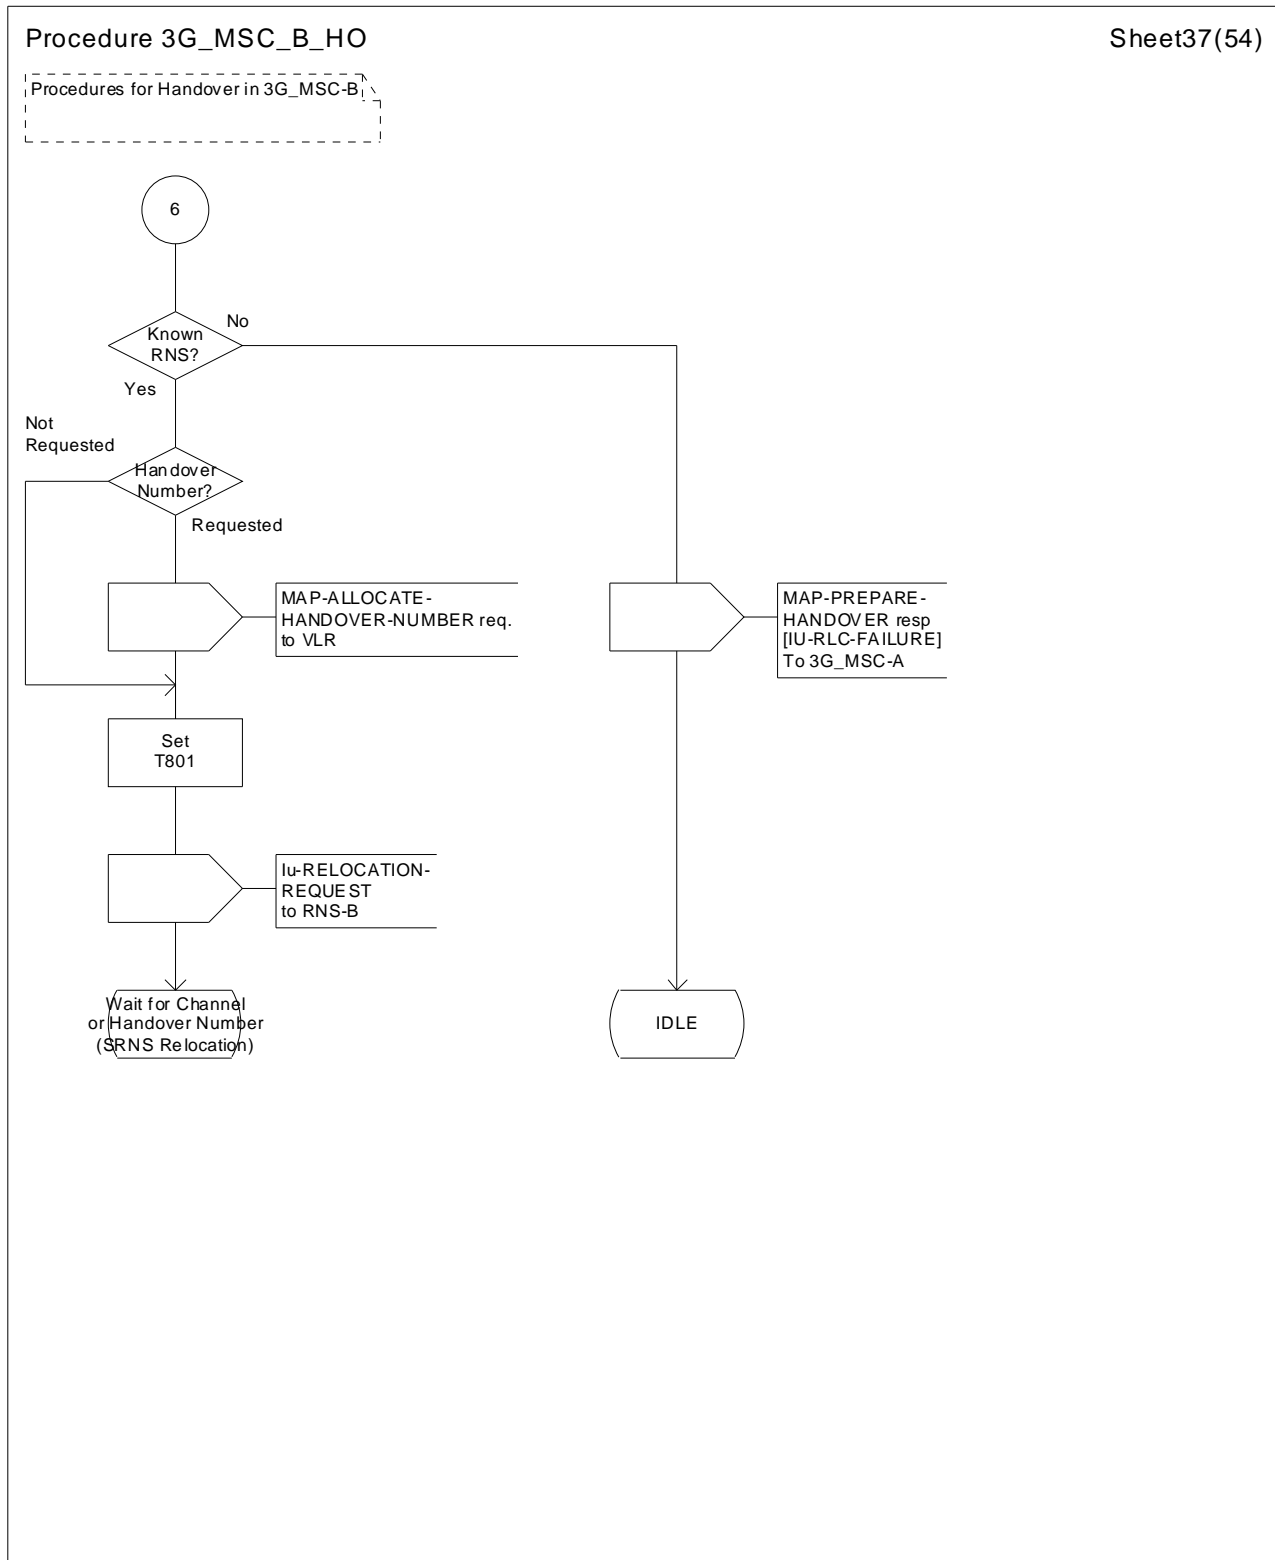 Procedure 3G_MSC_B_HO
Sheet37(54)
Procedures for Handover in 3G_MSC-B
6
Known
RNS?
No
Yes
Not
Requested
Handover
Number?
Requested
MAP-ALLOCATE-
HANDOVER-NUMBER req.
to VLR
MAP-PREPARE-
HANDOVER resp
[IU-RLC-FAILURE]
To 3G_MSC-A
Set
T801
Iu-RELOCATION-
REQUEST
to RNS-B
Wait for Channel
or Handover Number
(SRNS Relocation)
IDLE